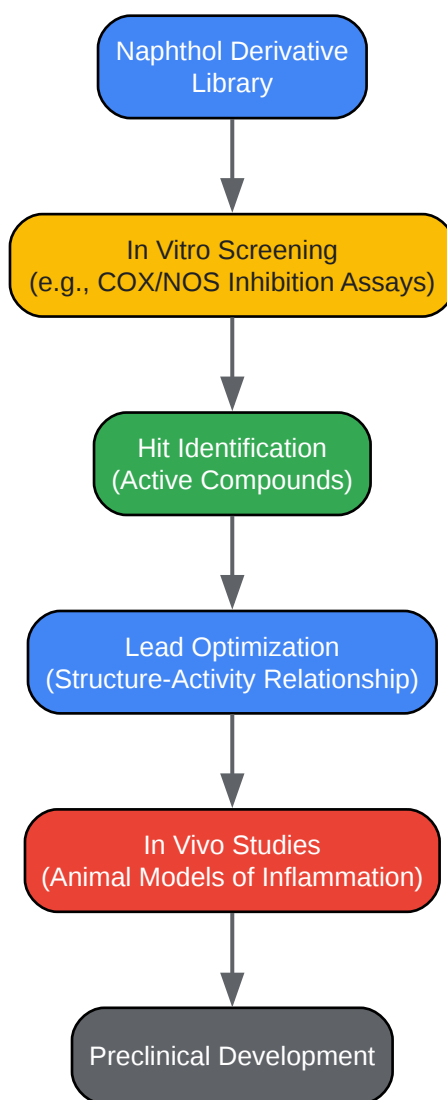 Naphthol Derivative
Library
In Vitro Screening
(e.g., COX/NOS Inhibition Assays)
Hit Identification
(Active Compounds)
Lead Optimization
(Structure-Activity Relationship)
In Vivo Studies
(Animal Models of Inflammation)
Preclinical Development